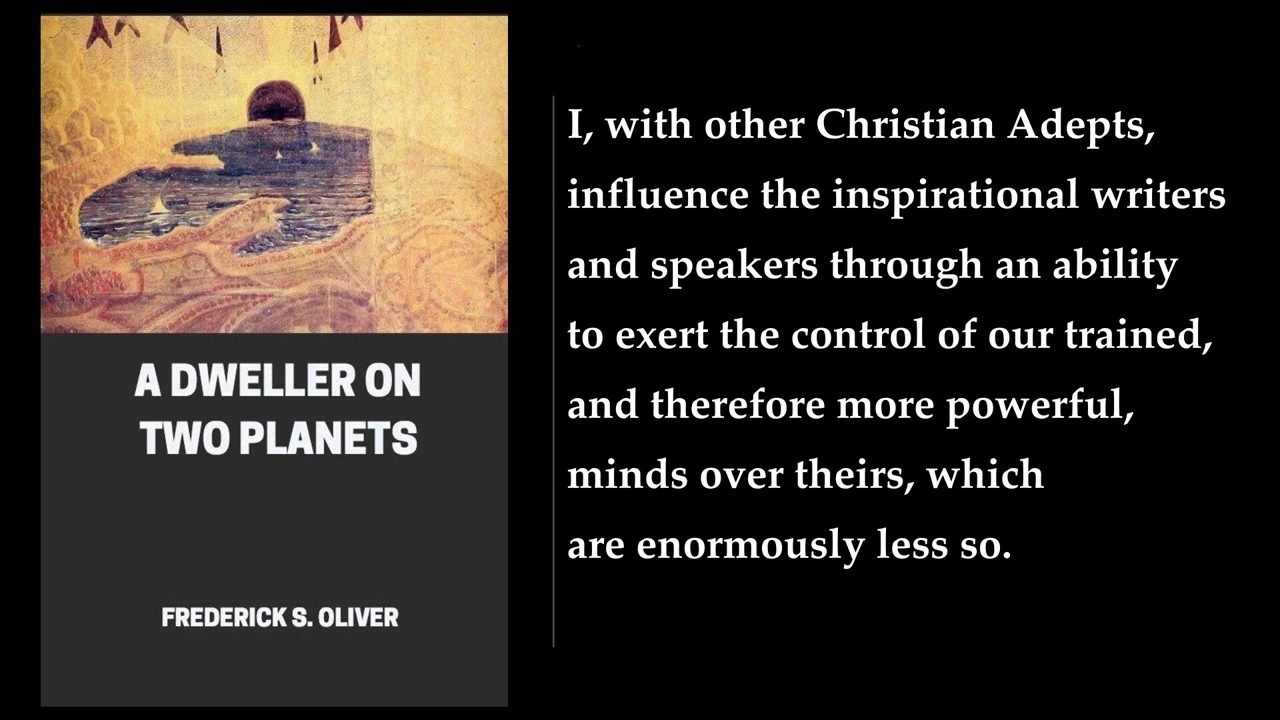 A DWELLER ON
TWO PLANETS
FREDERICK S. OLIVER
I, with other Christian Adepts,
influence the inspirational writers
and speakers through an ability
to exert the control of our trained,
and therefore more powerful,
minds over theirs, which
are enormously less so.